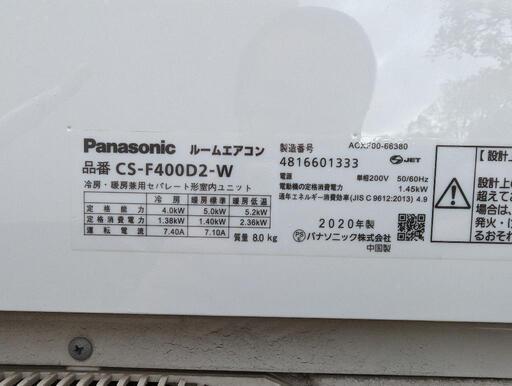 Panasonic ルームエアコン
品番 CS-F400D2-W
冷房・暖房兼用セパレート形室内ユニット
冷房 暖房標準 暖房低温
定格能力 4.0kW 5.0kW 5.2kW
定格消費電力 1.38kW 1.40kW 2.36kW
運転電流 7.40A 7.10A
質量 8.0kg
ACXF00-66380
製造番号
4816601333
JET
電源 単相200V 50/60Hz
電動機の定格消費電力 1.45kW
通年エネルギー消費効率(JIS C 9612:2013) 4.9
2020年製
PS パナソニック株式会社
中国製
【設計上
設計上の
超えてお
場合は、
発火・け
るおそれ